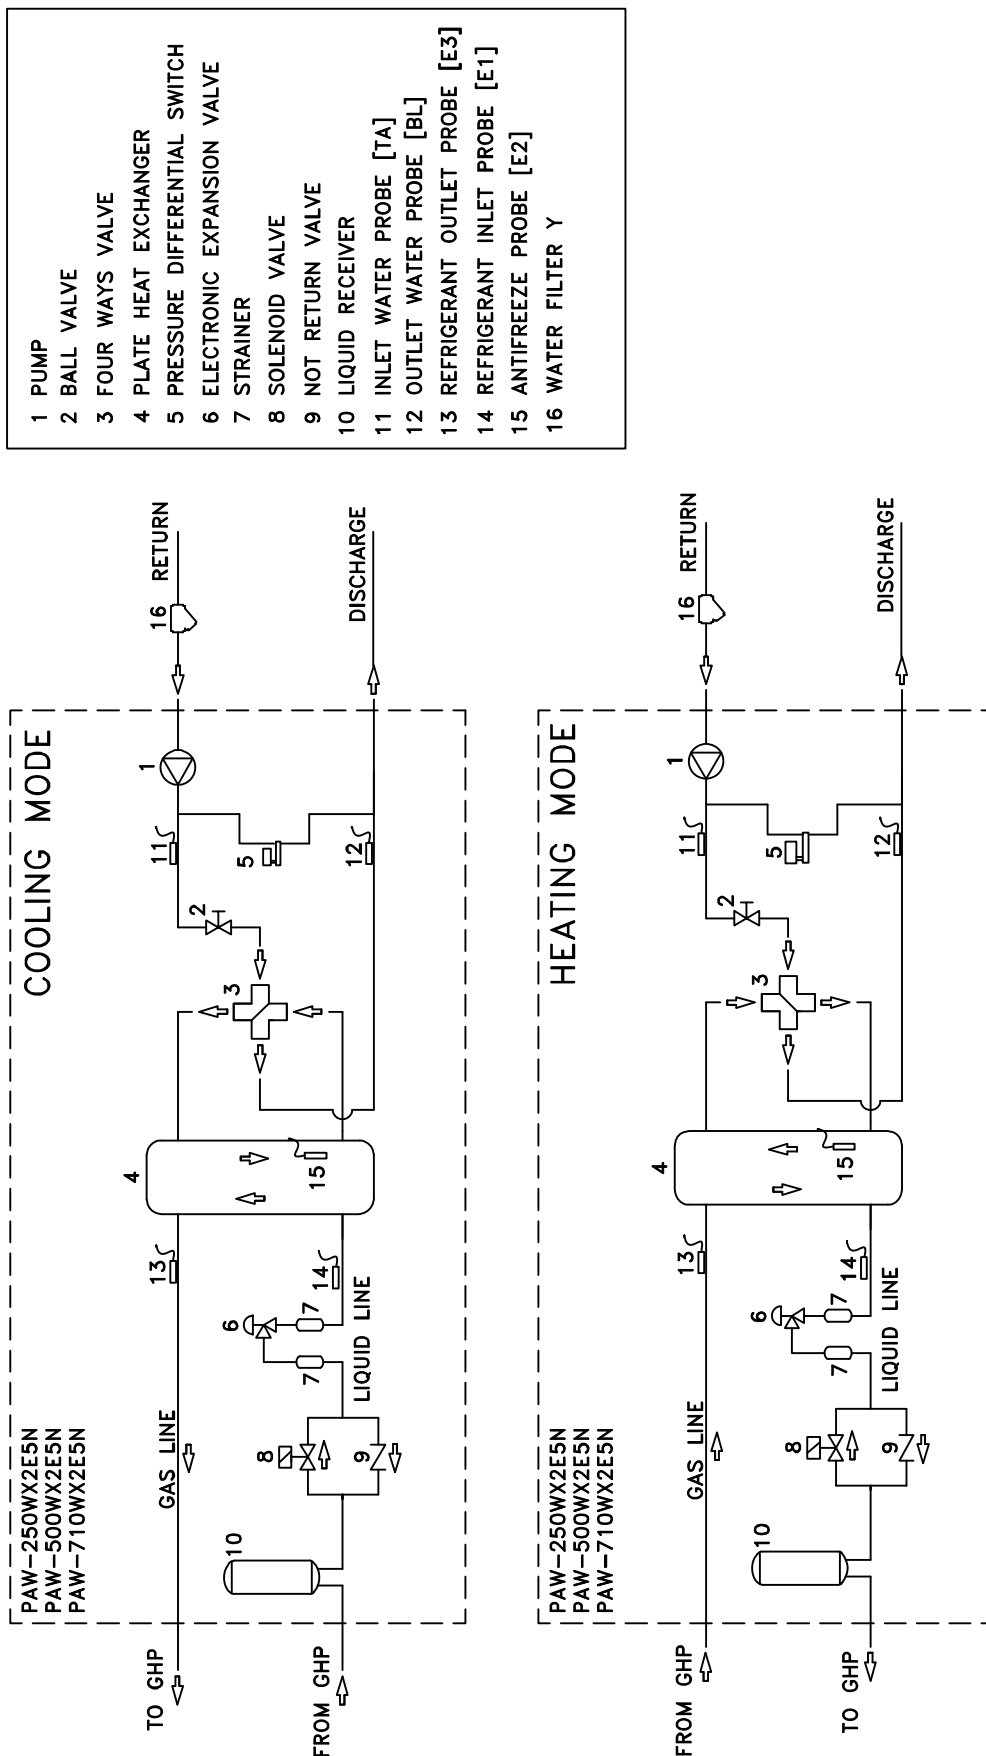 PAW-250WX2E5N
PAW-500WX2E5N
PAW-710WX2E5N
COOLING MODE
TO GHP
GAS LINE
13
4
11
1
16
RETURN
10
8
9
6
7
7
14
15
3
2
5
12
FROM GHP
LIQUID LINE
DISCHARGE
PAW-250WX2E5N
PAW-500WX2E5N
PAW-710WX2E5N
HEATING MODE
FROM GHP
GAS LINE
13
4
11
1
16
RETURN
10
8
9
6
7
7
14
15
3
2
5
12
TO GHP
LIQUID LINE
DISCHARGE
1 PUMP
2 BALL VALVE
3 FOUR WAYS VALVE
4 PLATE HEAT EXCHANGER
5 PRESSURE DIFFERENTIAL SWITCH
6 ELECTRONIC EXPANSION VALVE
7 STRAINER
8 SOLENOID VALVE
9 NOT RETURN VALVE
10 LIQUID RECEIVER
11 INLET WATER PROBE [TA]
12 OUTLET WATER PROBE [BL]
13 REFRIGERANT OUTLET PROBE [E3]
14 REFRIGERANT INLET PROBE [E1]
15 ANTIFREEZE PROBE [E2]
16 WATER FILTER Y